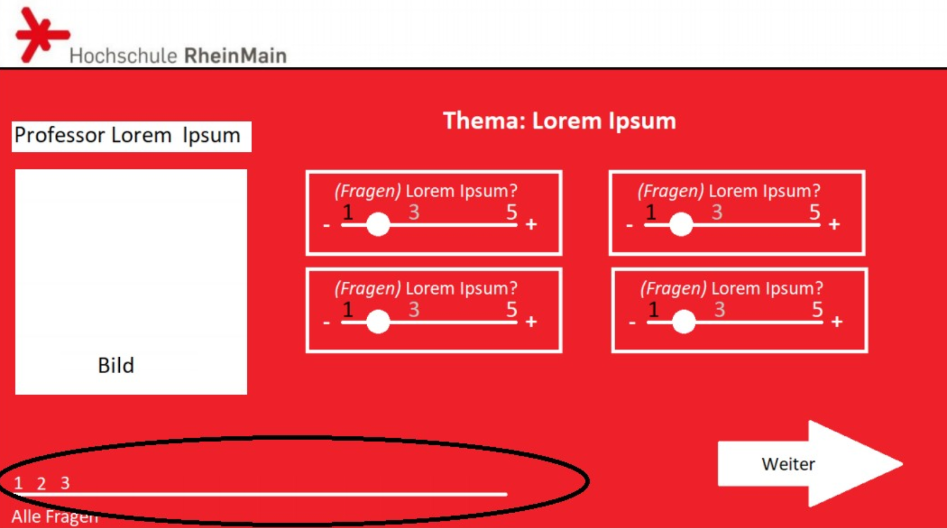 Hochschule RheinMain
Thema: Lorem Ipsum
Professor Lorem Ipsum
(Fragen) Lorem Ipsum?
1 3 5
- +
(Fragen) Lorem Ipsum?
1 3 5
- +
(Fragen) Lorem Ipsum?
1 3 5
- +
(Fragen) Lorem Ipsum?
1 3 5
- +
Bild
Weiter
1 2 3
Alle Fragen